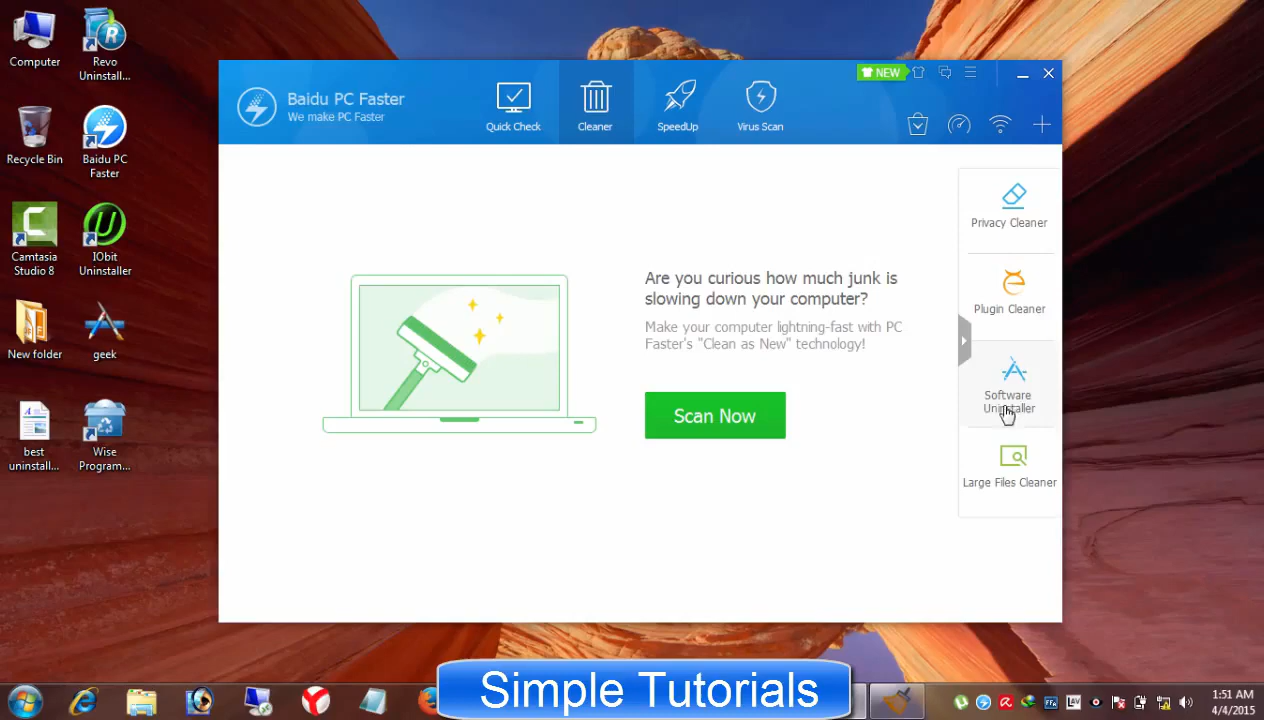 Computer
Revo
Uninstall...
Recycle Bin
Baidu PC
Faster
Camtasia
Studio 8
IObit
Uninstaller
New folder
geek
best
uninstall...
Wise
Program...
Baidu PC Faster
We make PC Faster
Quick Check
Cleaner
SpeedUp
Virus Scan
NEW
Are you curious how much junk is
slowing down your computer?
Make your computer lightning-fast with PC
Faster's "Clean as New" technology!
Scan Now
Privacy Cleaner
Plugin Cleaner
Software
Uninstaller
Large Files Cleaner
Simple Tutorials
1:51 AM
4/4/2015